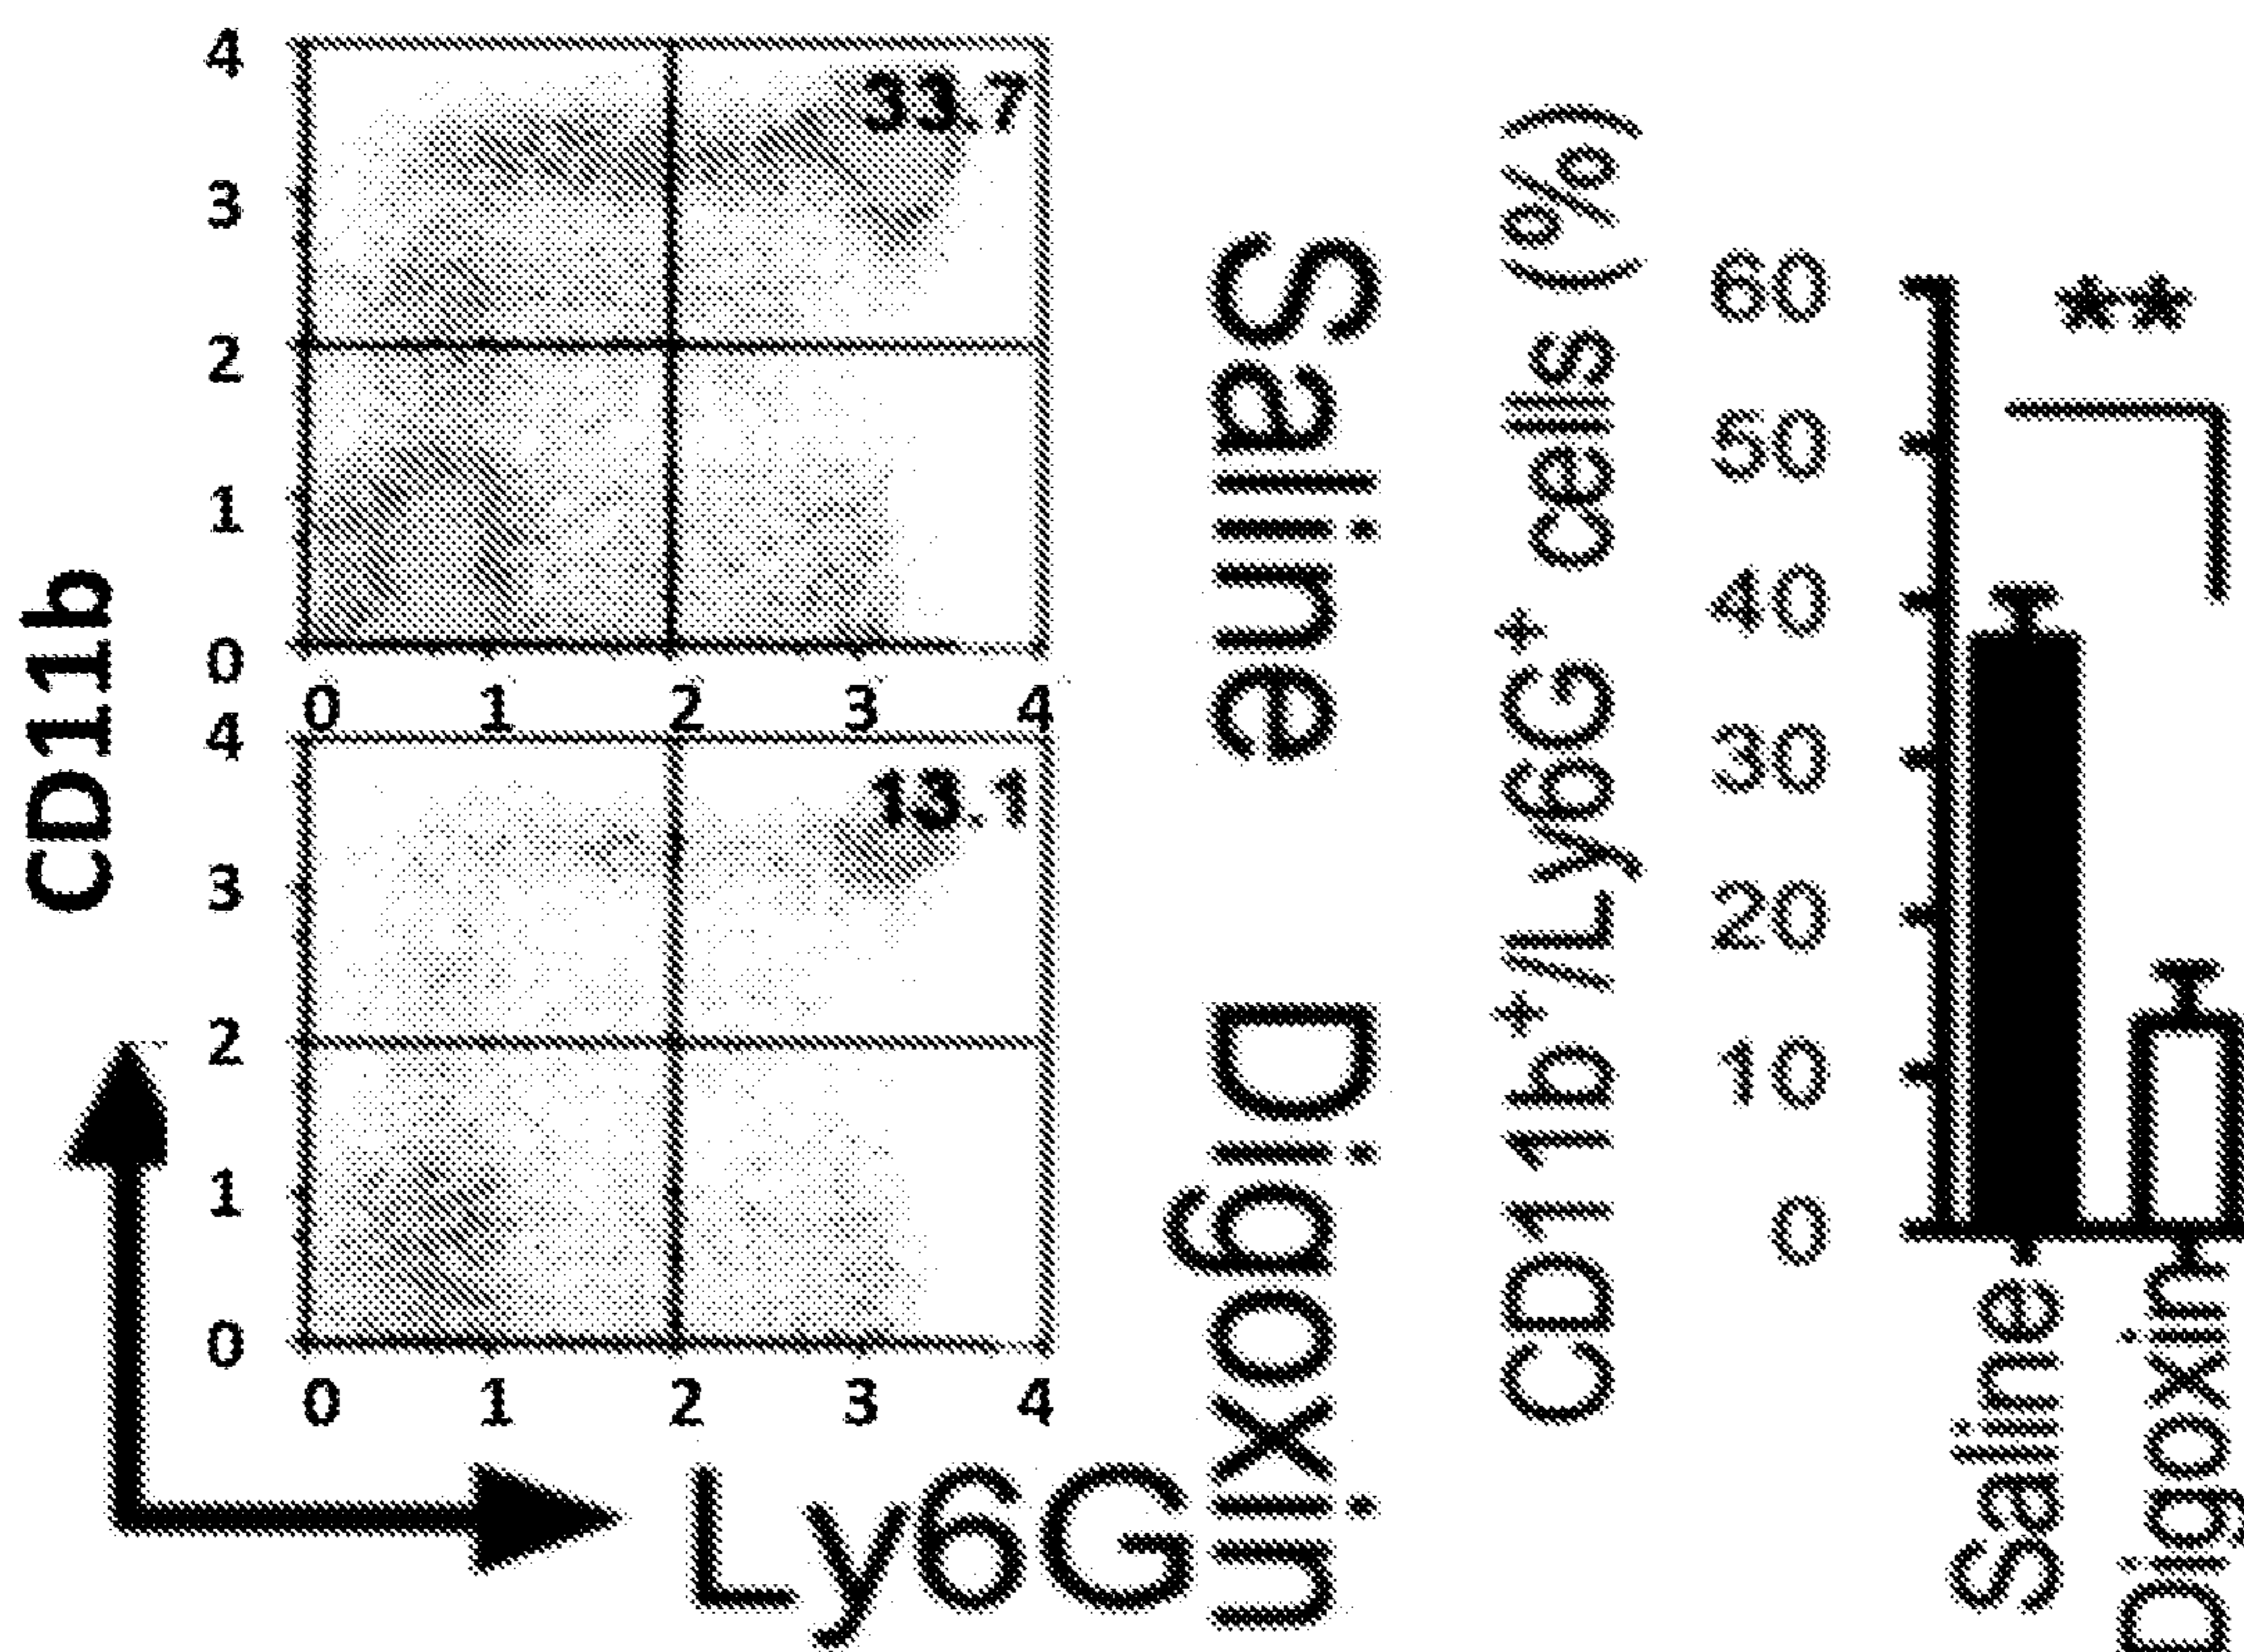 CD11b
4
3
2
1
0
33.7
0 1 2 3 4
Saline
4
3
2
1
0
13.1
0 1 2 3 4
Digoxin
Ly6G
CD11b⁺/Ly6G⁺ cells (%)
60
50
40
30
20
10
0
**
Saline
Digoxin